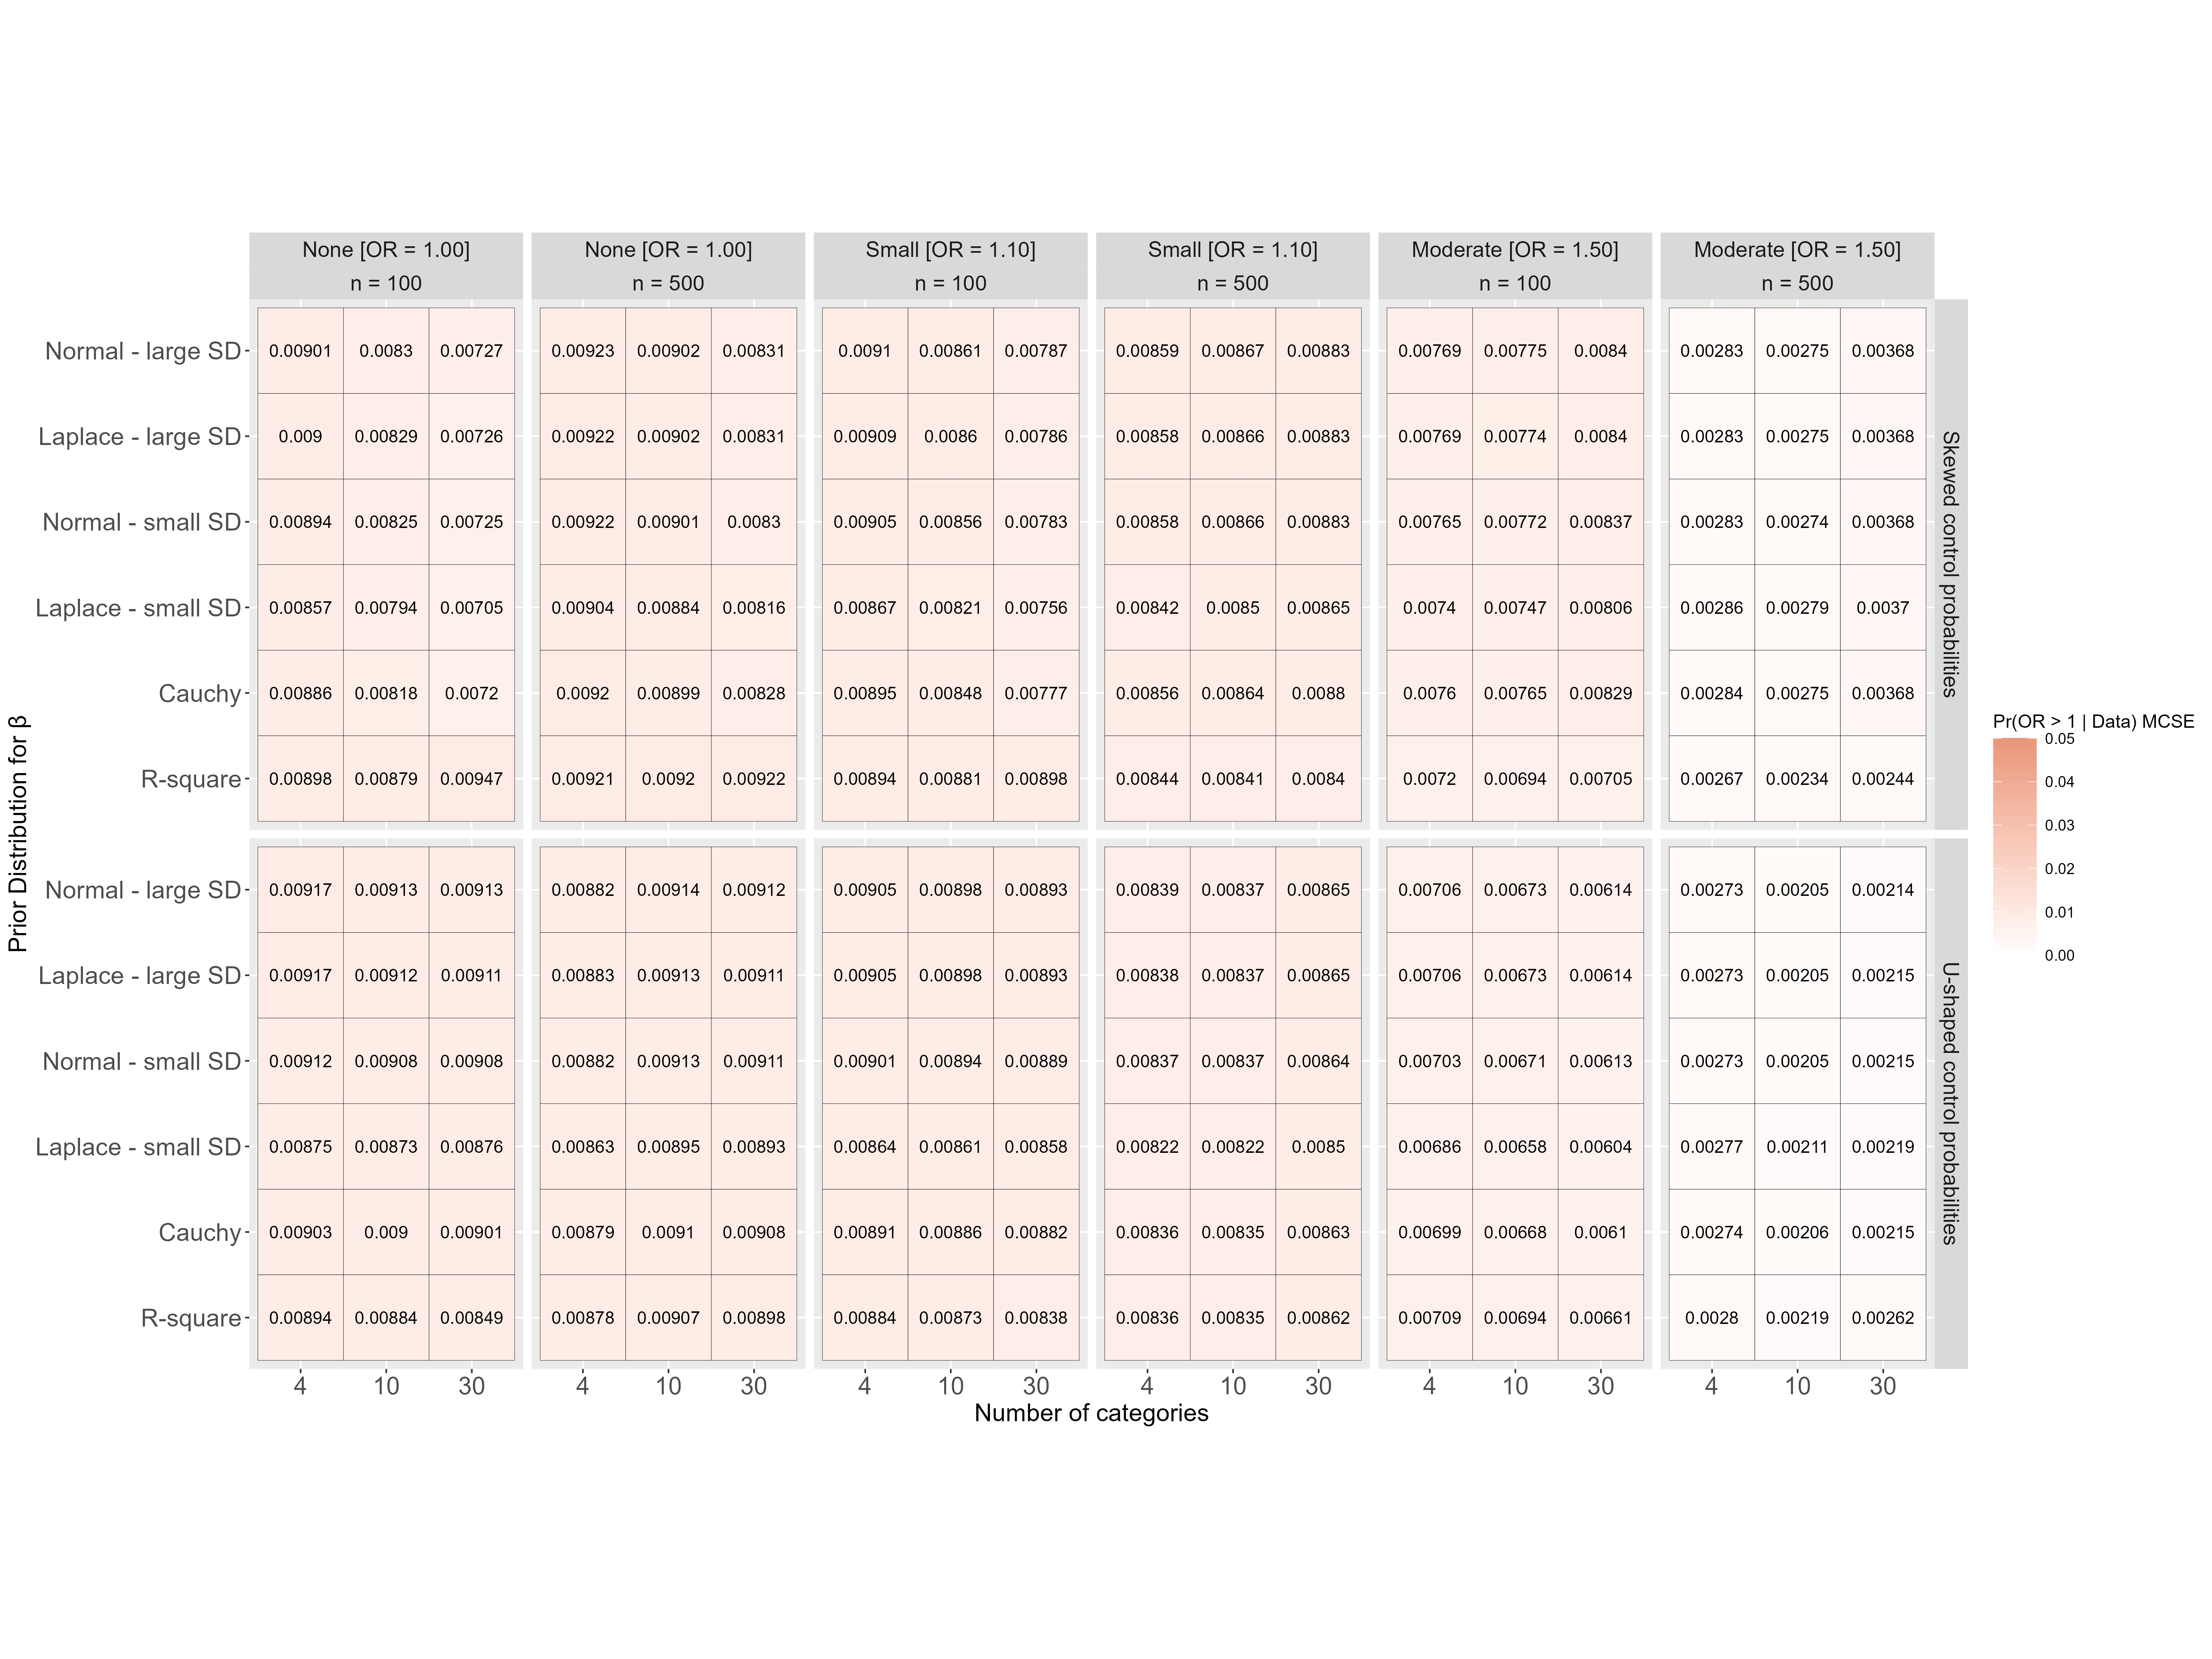 None [OR = 1.00] None [OR = 1.00] Small [OR = 1.10] Small [OR = 1.10] Moderate [OR = 1.50] Moderate [OR = 1.50]
n = 100 n = 500 n = 100 n = 500 n = 100 n = 500
Normal - large SD 0.00901 0.0083 0.00727 0.00923 0.00902 0.00831 0.0091 0.00861 0.00787 0.00859 0.00867 0.00883 0.00769 0.00775 0.0084 0.00283 0.00275 0.00368
Laplace - large SD 0.009 0.00829 0.00726 0.00922 0.00902 0.00831 0.00909 0.0086 0.00786 0.00858 0.00866 0.00883 0.00769 0.00774 0.0084 0.00283 0.00275 0.00368
Normal - small SD 0.00894 0.00825 0.00725 0.00922 0.00901 0.0083 0.00905 0.00856 0.00783 0.00858 0.00866 0.00883 0.00765 0.00772 0.00837 0.00283 0.00274 0.00368
Laplace - small SD 0.00857 0.00794 0.00705 0.00904 0.00884 0.00816 0.00867 0.00821 0.00756 0.00842 0.0085 0.00865 0.0074 0.00747 0.00806 0.00286 0.00279 0.0037
Cauchy 0.00886 0.00818 0.0072 0.0092 0.00899 0.00828 0.00895 0.00848 0.00777 0.00856 0.00864 0.0088 0.0076 0.00765 0.00829 0.00284 0.00275 0.00368
R-square 0.00898 0.00879 0.00947 0.00921 0.0092 0.00922 0.00894 0.00881 0.00898 0.00844 0.00841 0.0084 0.0072 0.00694 0.00705 0.00267 0.00234 0.00244
Skewed control probabilities
Normal - large SD 0.00917 0.00913 0.00913 0.00882 0.00914 0.00912 0.00905 0.00898 0.00893 0.00839 0.00837 0.00865 0.00706 0.00673 0.00614 0.00273 0.00205 0.00214
Laplace - large SD 0.00917 0.00912 0.00911 0.00883 0.00913 0.00911 0.00905 0.00898 0.00893 0.00838 0.00837 0.00865 0.00706 0.00673 0.00614 0.00273 0.00205 0.00215
Normal - small SD 0.00912 0.00908 0.00908 0.00882 0.00913 0.00911 0.00901 0.00894 0.00889 0.00837 0.00837 0.00864 0.00703 0.00671 0.00613 0.00273 0.00205 0.00215
Laplace - small SD 0.00875 0.00873 0.00876 0.00863 0.00895 0.00893 0.00864 0.00861 0.00858 0.00822 0.00822 0.0085 0.00686 0.00658 0.00604 0.00277 0.00211 0.00219
Cauchy 0.00903 0.009 0.00901 0.00879 0.0091 0.00908 0.00891 0.00886 0.00882 0.00836 0.00835 0.00863 0.00699 0.00668 0.0061 0.00274 0.00206 0.00215
R-square 0.00894 0.00884 0.00849 0.00878 0.00907 0.00898 0.00884 0.00873 0.00838 0.00836 0.00835 0.00862 0.00709 0.00694 0.00661 0.0028 0.00219 0.00262
U-shaped control probabilities
4 10 30 4 10 30 4 10 30 4 10 30 4 10 30 4 10 30
Number of categories
Prior Distribution for β
Pr(OR > 1 | Data) MCSE
0.05
0.04
0.03
0.02
0.01
0.00